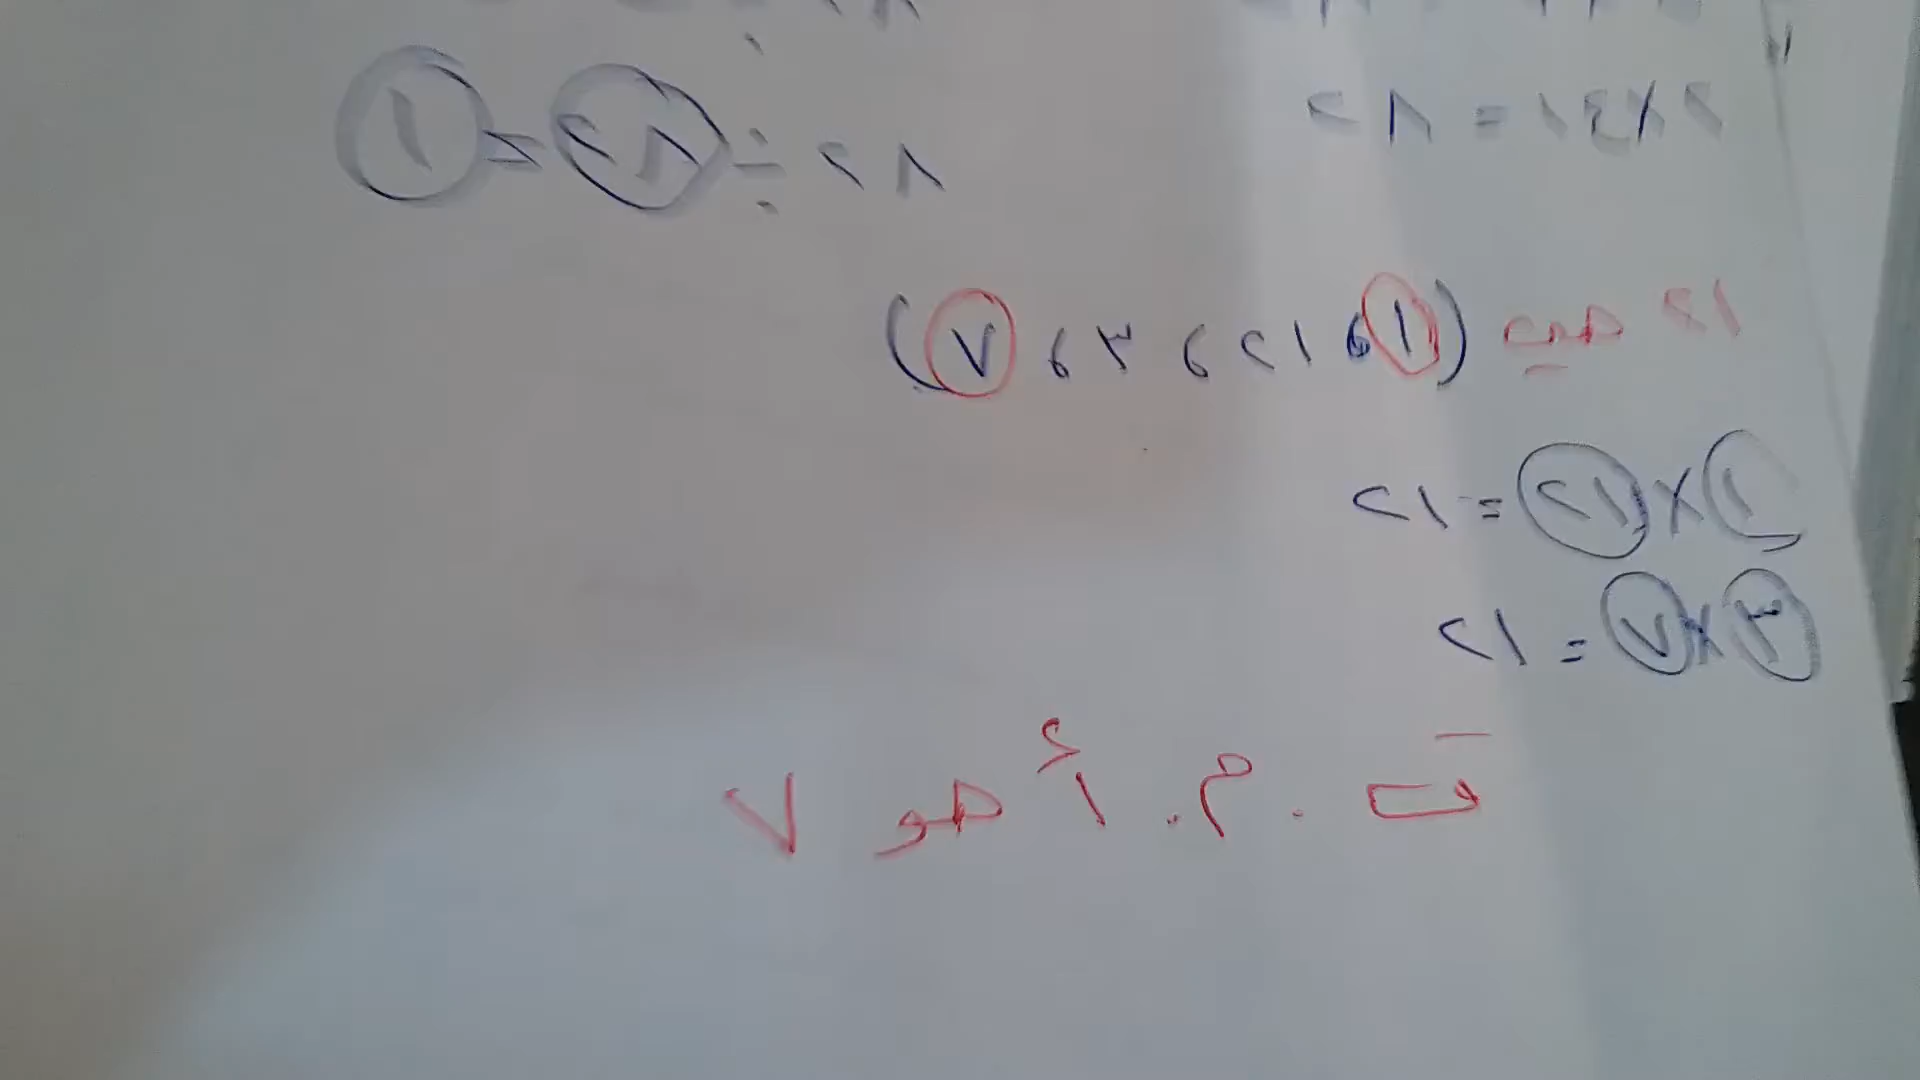 ٢×١٤=٢٨
٢٨ ÷ ٢٨ = ١
٢١ هي (١ ، ٢١ ، ٣ ، ٧)
١×٢١=٢١
٣×٧=٢١
ق.م.أ هو ٧